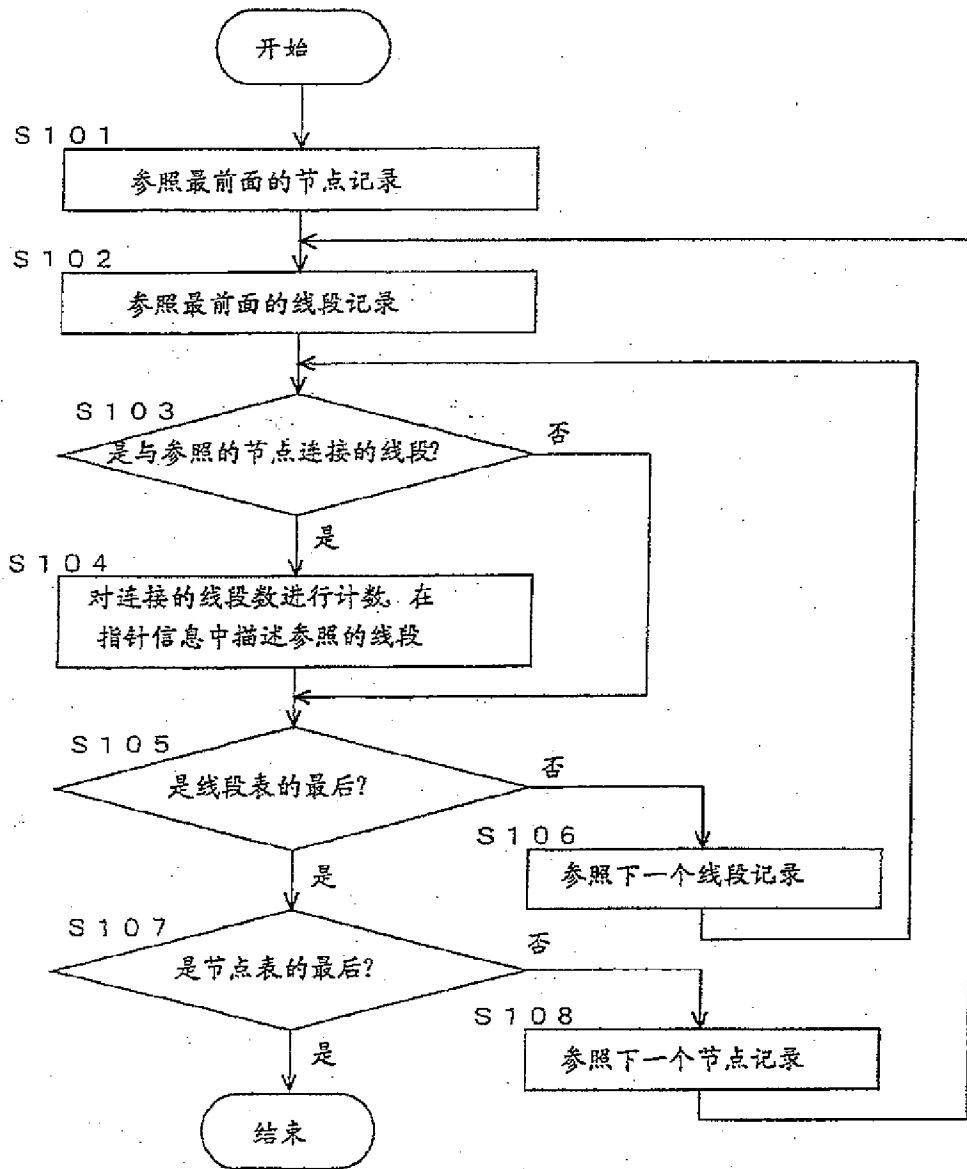 开始
S101
参照最前面的节点记录
S102
参照最前面的线段记录
S103
是与参照的节点连接的线段?
否
是
S104
对连接的线段数进行计数, 在
指针信息中描述参照的线段
S105
是线段表的最后?
否
S106
参照下一个线段记录
是
S107
是节点表的最后?
否
S108
参照下一个节点记录
是
结束